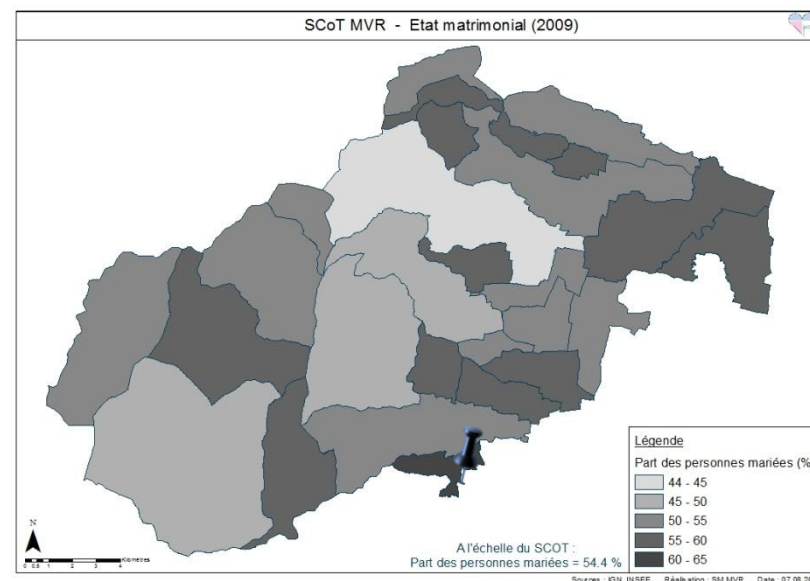 SCoT MVR - Etat matrimonial (2009)
Légende
Part des personnes mariées (%
44 - 45
45 - 50
50 - 55
55 - 60
60 - 65
N
0 0.5 1 2 3 4
Kilomètres
A l'échelle du SCOT :
Part des personnes mariées = 54.4 %
Sources : IGN, INSEE Réalisation : SM MVR Date : 07.08.20